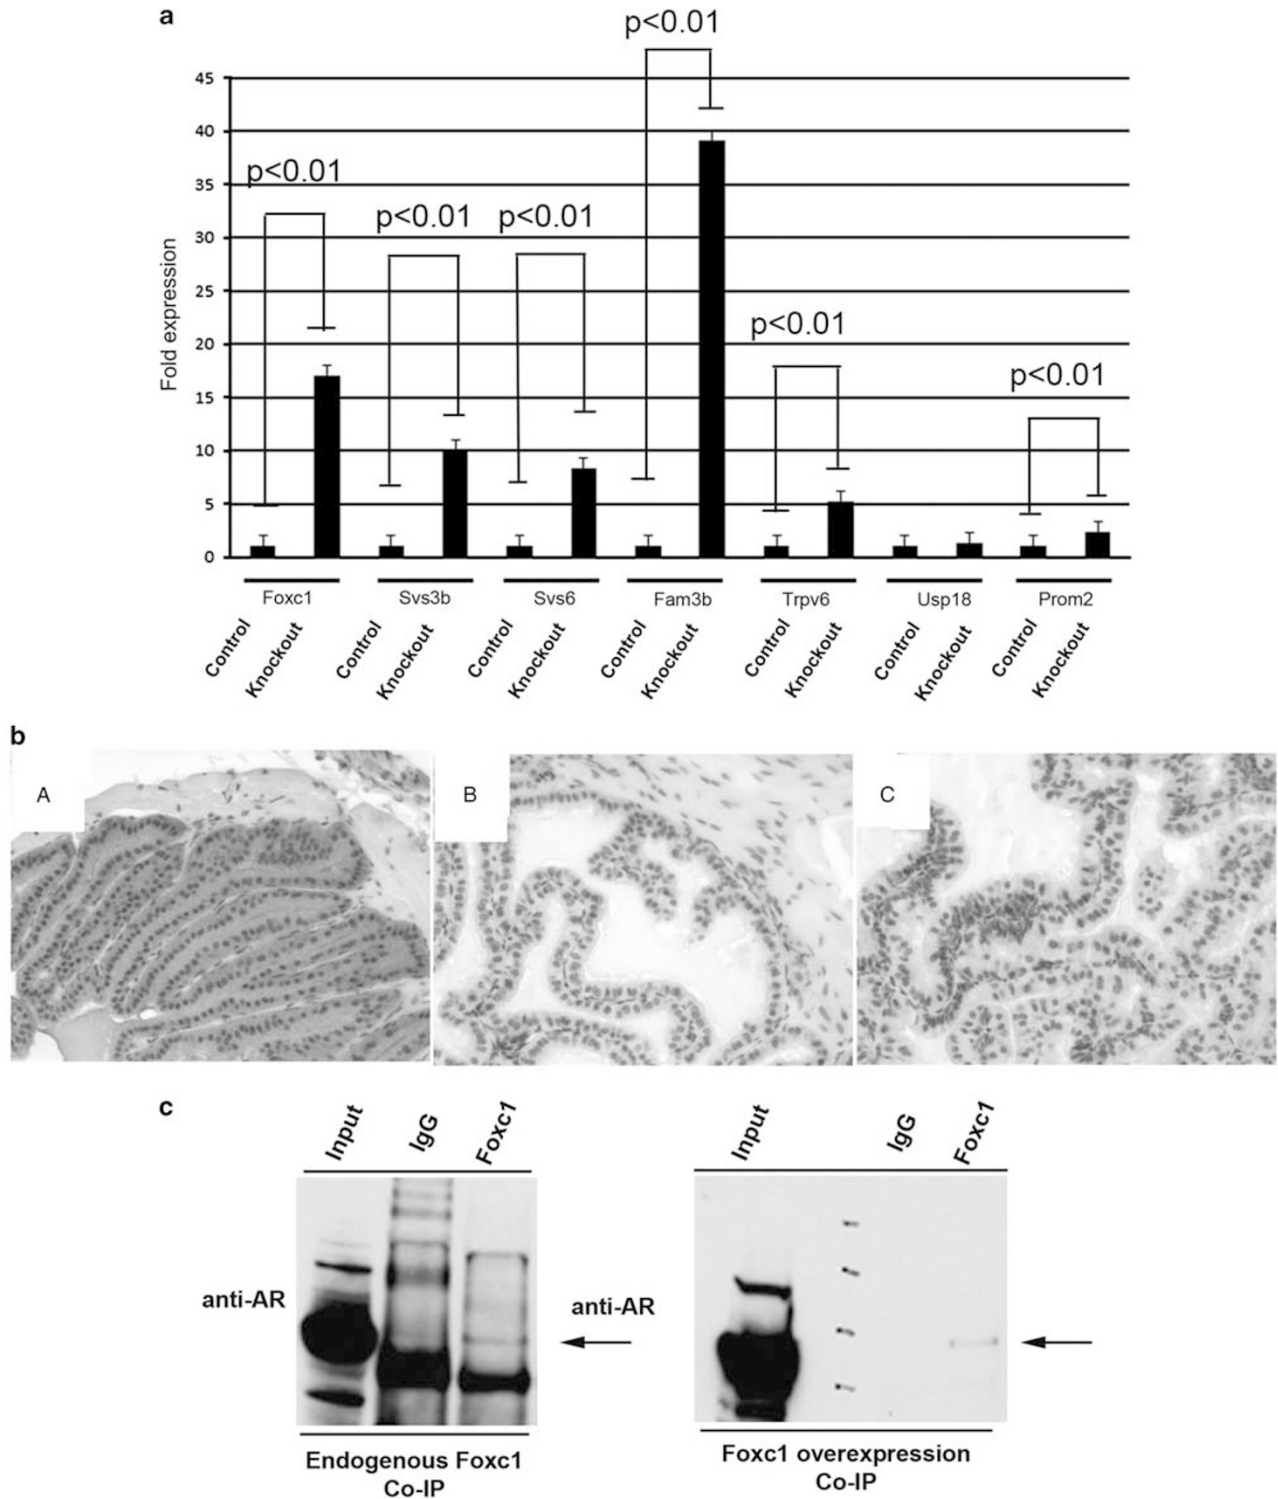 a
p<0.01
p<0.01
p<0.01 p<0.01
p<0.01
p<0.01
Fold expression
45
40
35
30
25
20
15
10
5
0
Foxc1 Svs3b Svs6 Fam3b Trpv6 Usp18 Prom2
Control Knockout Control Knockout Control Knockout Control Knockout Control Knockout Control Knockout Control Knockout
b
A B C
c
Input IgG Foxc1 Input IgG Foxc1
anti-AR anti-AR
Endogenous Foxc1
Co-IP
Foxc1 overexpression
Co-IP